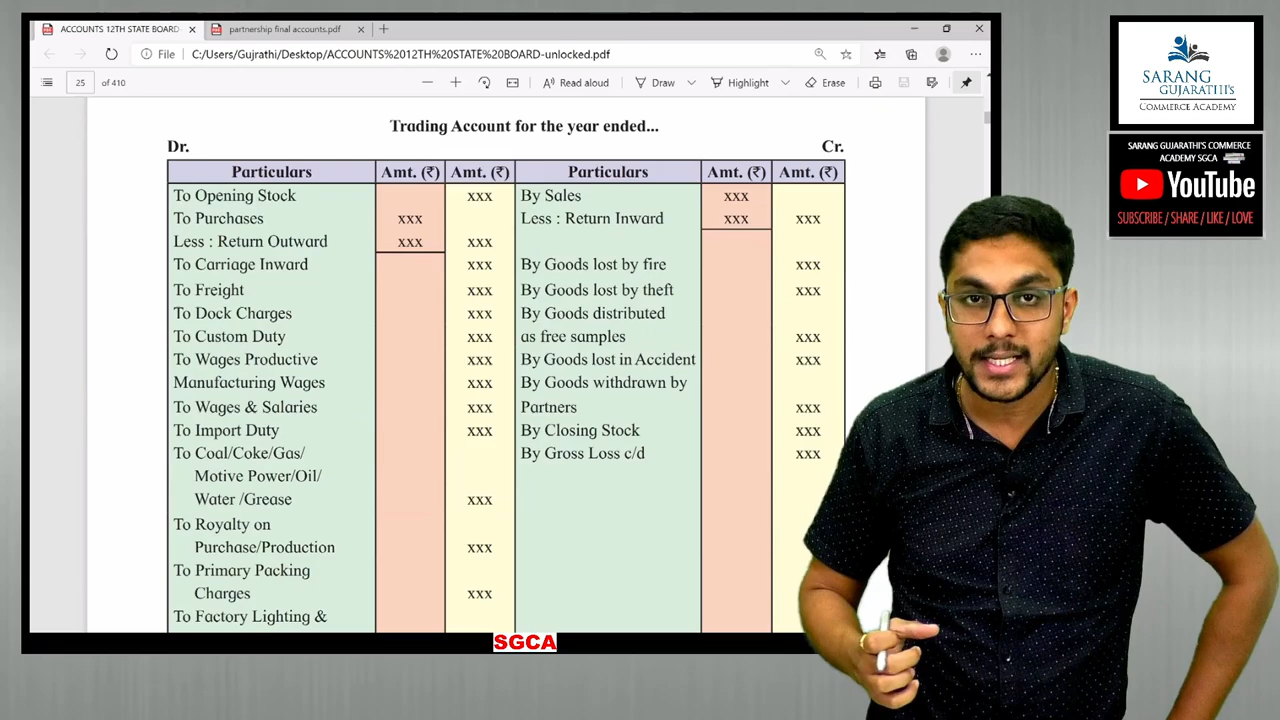 ACCOUNTS 12TH STATE BOARD
partnership final accounts.pdf
File C:/Users/Gujrathi/Desktop/ACCOUNTS%2012TH%20STATE%20BOARD-unlocked.pdf
25 of 410
Read aloud Draw Highlight Erase
Trading Account for the year ended...
Dr. Cr.
Particulars Amt. (₹) Amt. (₹) Particulars Amt. (₹) Amt. (₹)
To Opening Stock xxx By Sales xxx
To Purchases xxx Less : Return Inward xxx xxx
Less : Return Outward xxx xxx
To Carriage Inward xxx By Goods lost by fire xxx
To Freight xxx By Goods lost by theft xxx
To Dock Charges xxx By Goods distributed
To Custom Duty xxx as free samples xxx
To Wages Productive xxx By Goods lost in Accident xxx
Manufacturing Wages xxx By Goods withdrawn by
To Wages & Salaries xxx Partners xxx
To Import Duty xxx By Closing Stock xxx
To Coal/Coke/Gas/ By Gross Loss c/d xxx
Motive Power/Oil/
Water /Grease xxx
To Royalty on
Purchase/Production xxx
To Primary Packing
Charges xxx
To Factory Lighting &
SGCA
SARANG
GUJARATHI'S
COMMERCE ACADEMY
SARANG GUJARATHI'S COMMERCE
ACADEMY SGCA
YouTube
SUBSCRIBE / SHARE / LIKE / LOVE